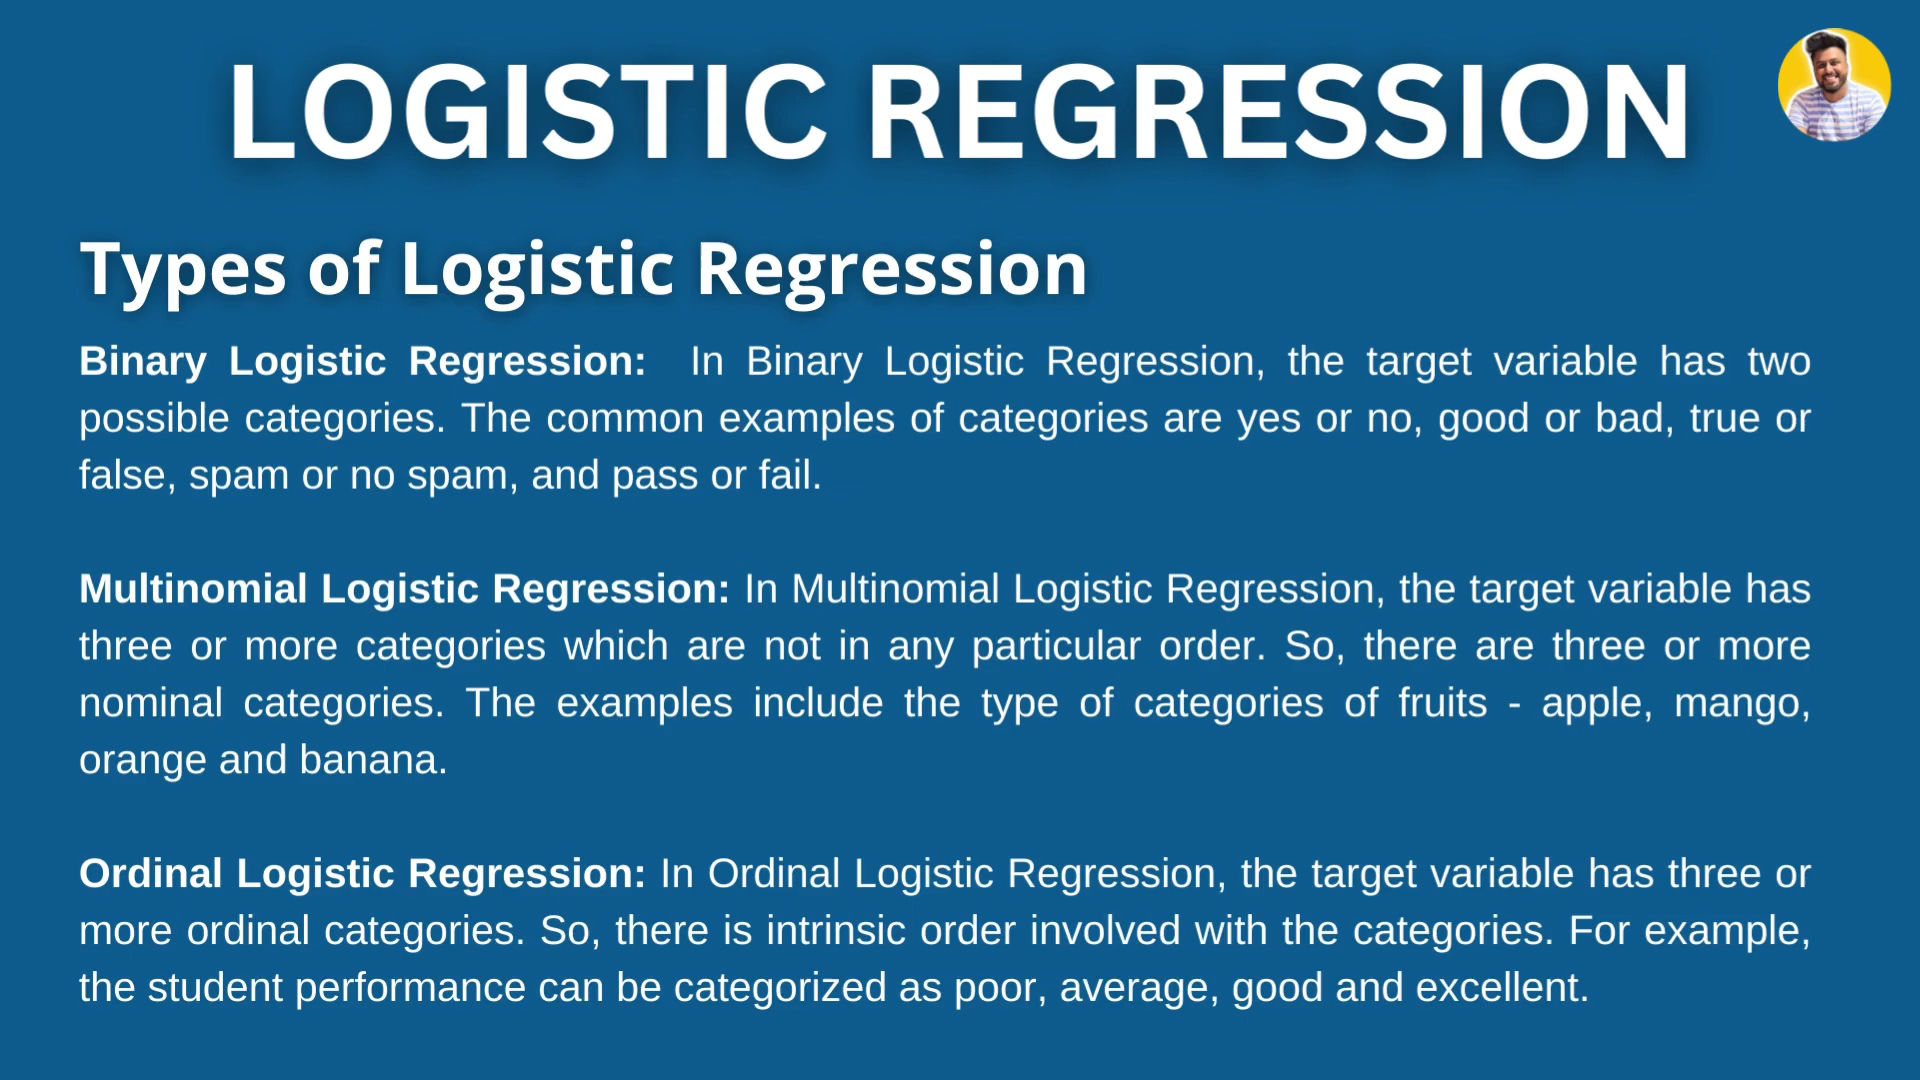 LOGISTIC REGRESSION
Types of Logistic Regression
Binary Logistic Regression: In Binary Logistic Regression, the target variable has two
possible categories. The common examples of categories are yes or no, good or bad, true or
false, spam or no spam, and pass or fail.
Multinomial Logistic Regression: In Multinomial Logistic Regression, the target variable has
three or more categories which are not in any particular order. So, there are three or more
nominal categories. The examples include the type of categories of fruits - apple, mango,
orange and banana.
Ordinal Logistic Regression: In Ordinal Logistic Regression, the target variable has three or
more ordinal categories. So, there is intrinsic order involved with the categories. For example,
the student performance can be categorized as poor, average, good and excellent.